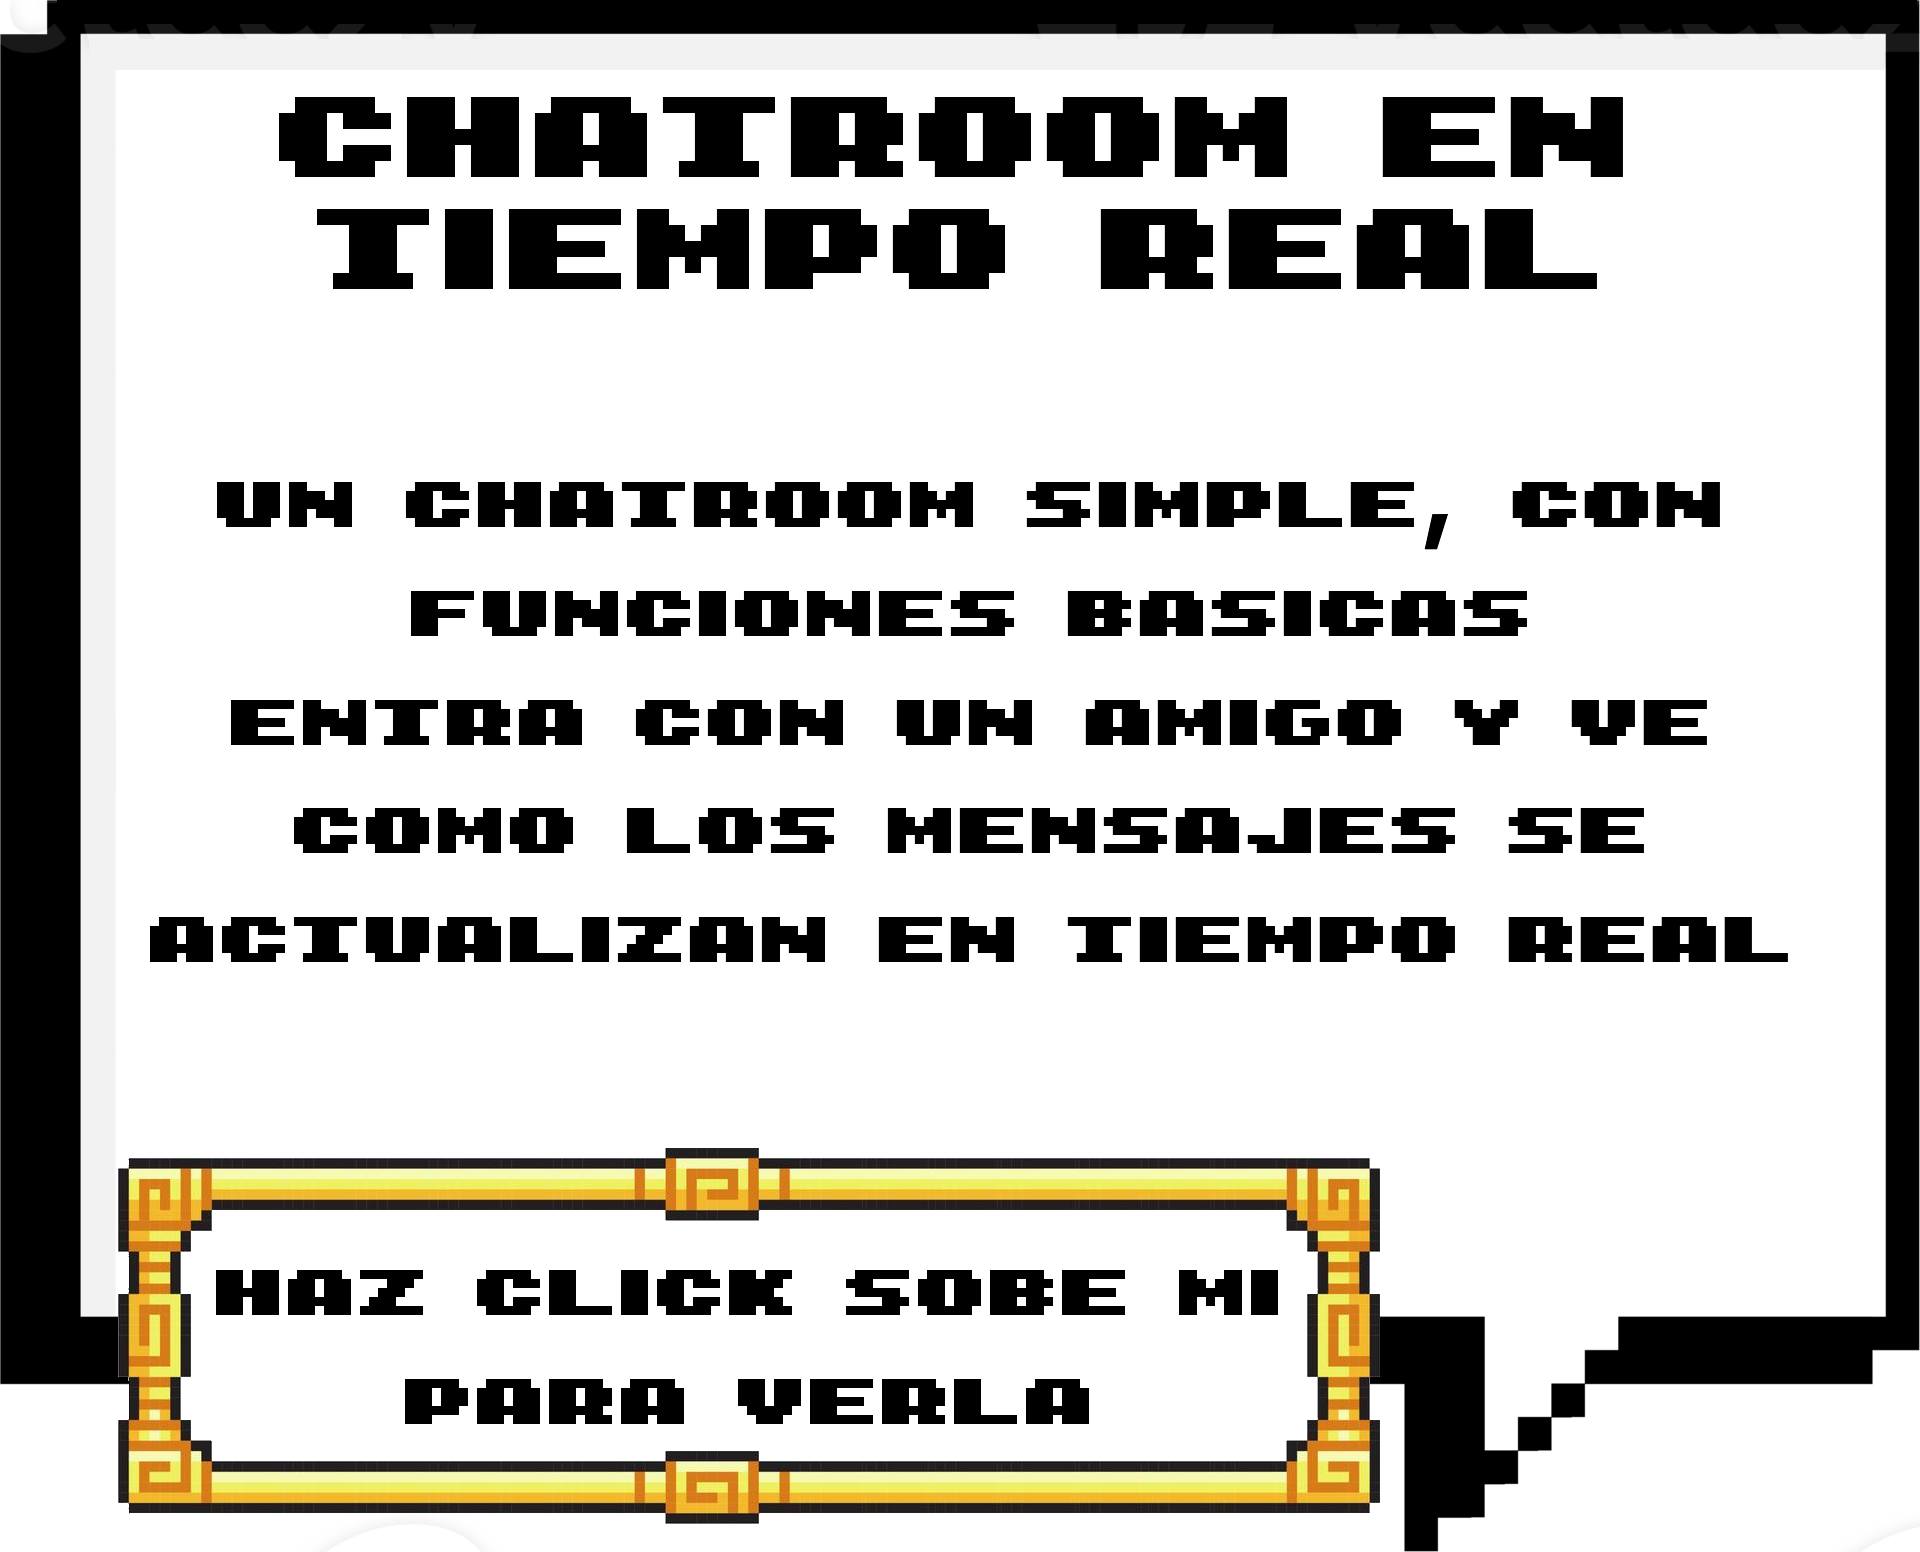 CHATROOM EN
TIEMPO REAL
UN CHATROOM SIMPLE, CON
FUNCIONES BASICAS
ENTRA CON UN AMIGO Y VE
COMO LOS MENSAJES SE
ACTUALIZAN EN TIEMPO REAL
HAZ CLICK SOBE MI
PARA VERLA